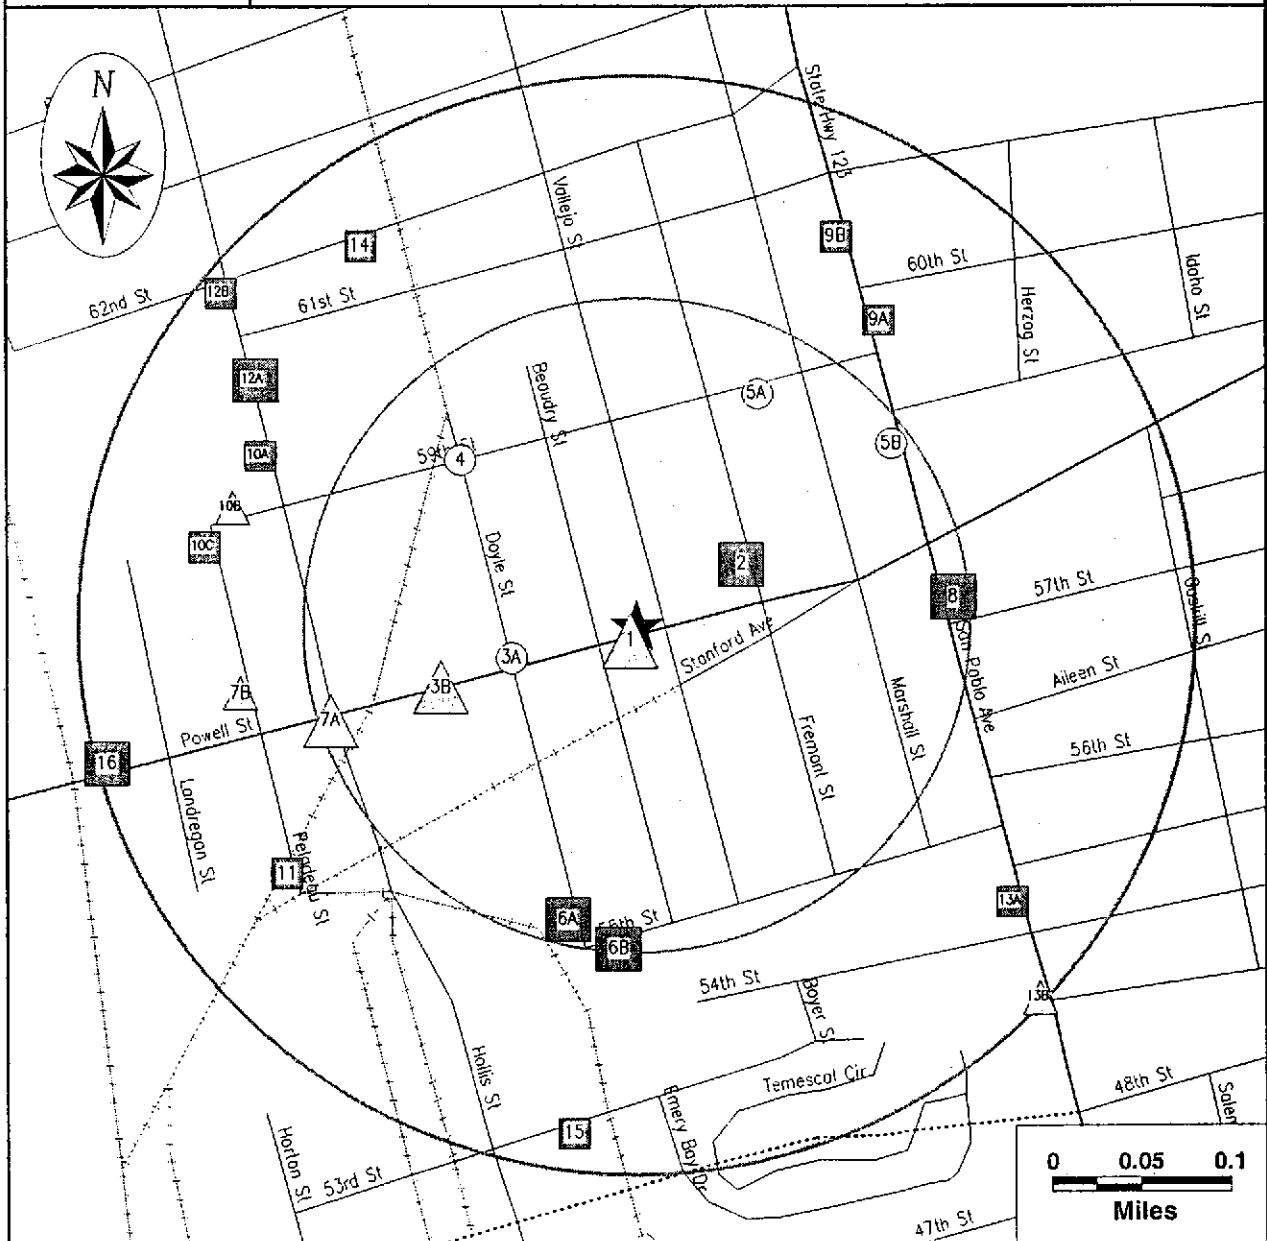 N
State Hwy 123
Vallejo St
14
9B
60th St
Idaho St
12B
62nd St
61st St
Herzog St
9A
12A
Beaudry St
5A
5B
59th St
4
10A
10B
10C
Doyle St
2
57th St
8
Gaskill St
1
Stanford Ave
San Pablo Ave
3A
Aileen St
3B
7B
7A
Powell St
Marshall St
Fremont St
56th St
16
Landregan St
Peladeau St
11
6A
55th St
6B
13A
54th St
Boyer St
13B
Hollis St
Temescal Cir
48th St
Emery Bay Dr
Salem
15
Horton St
53rd St
47th St
0 0.05 0.1
Miles